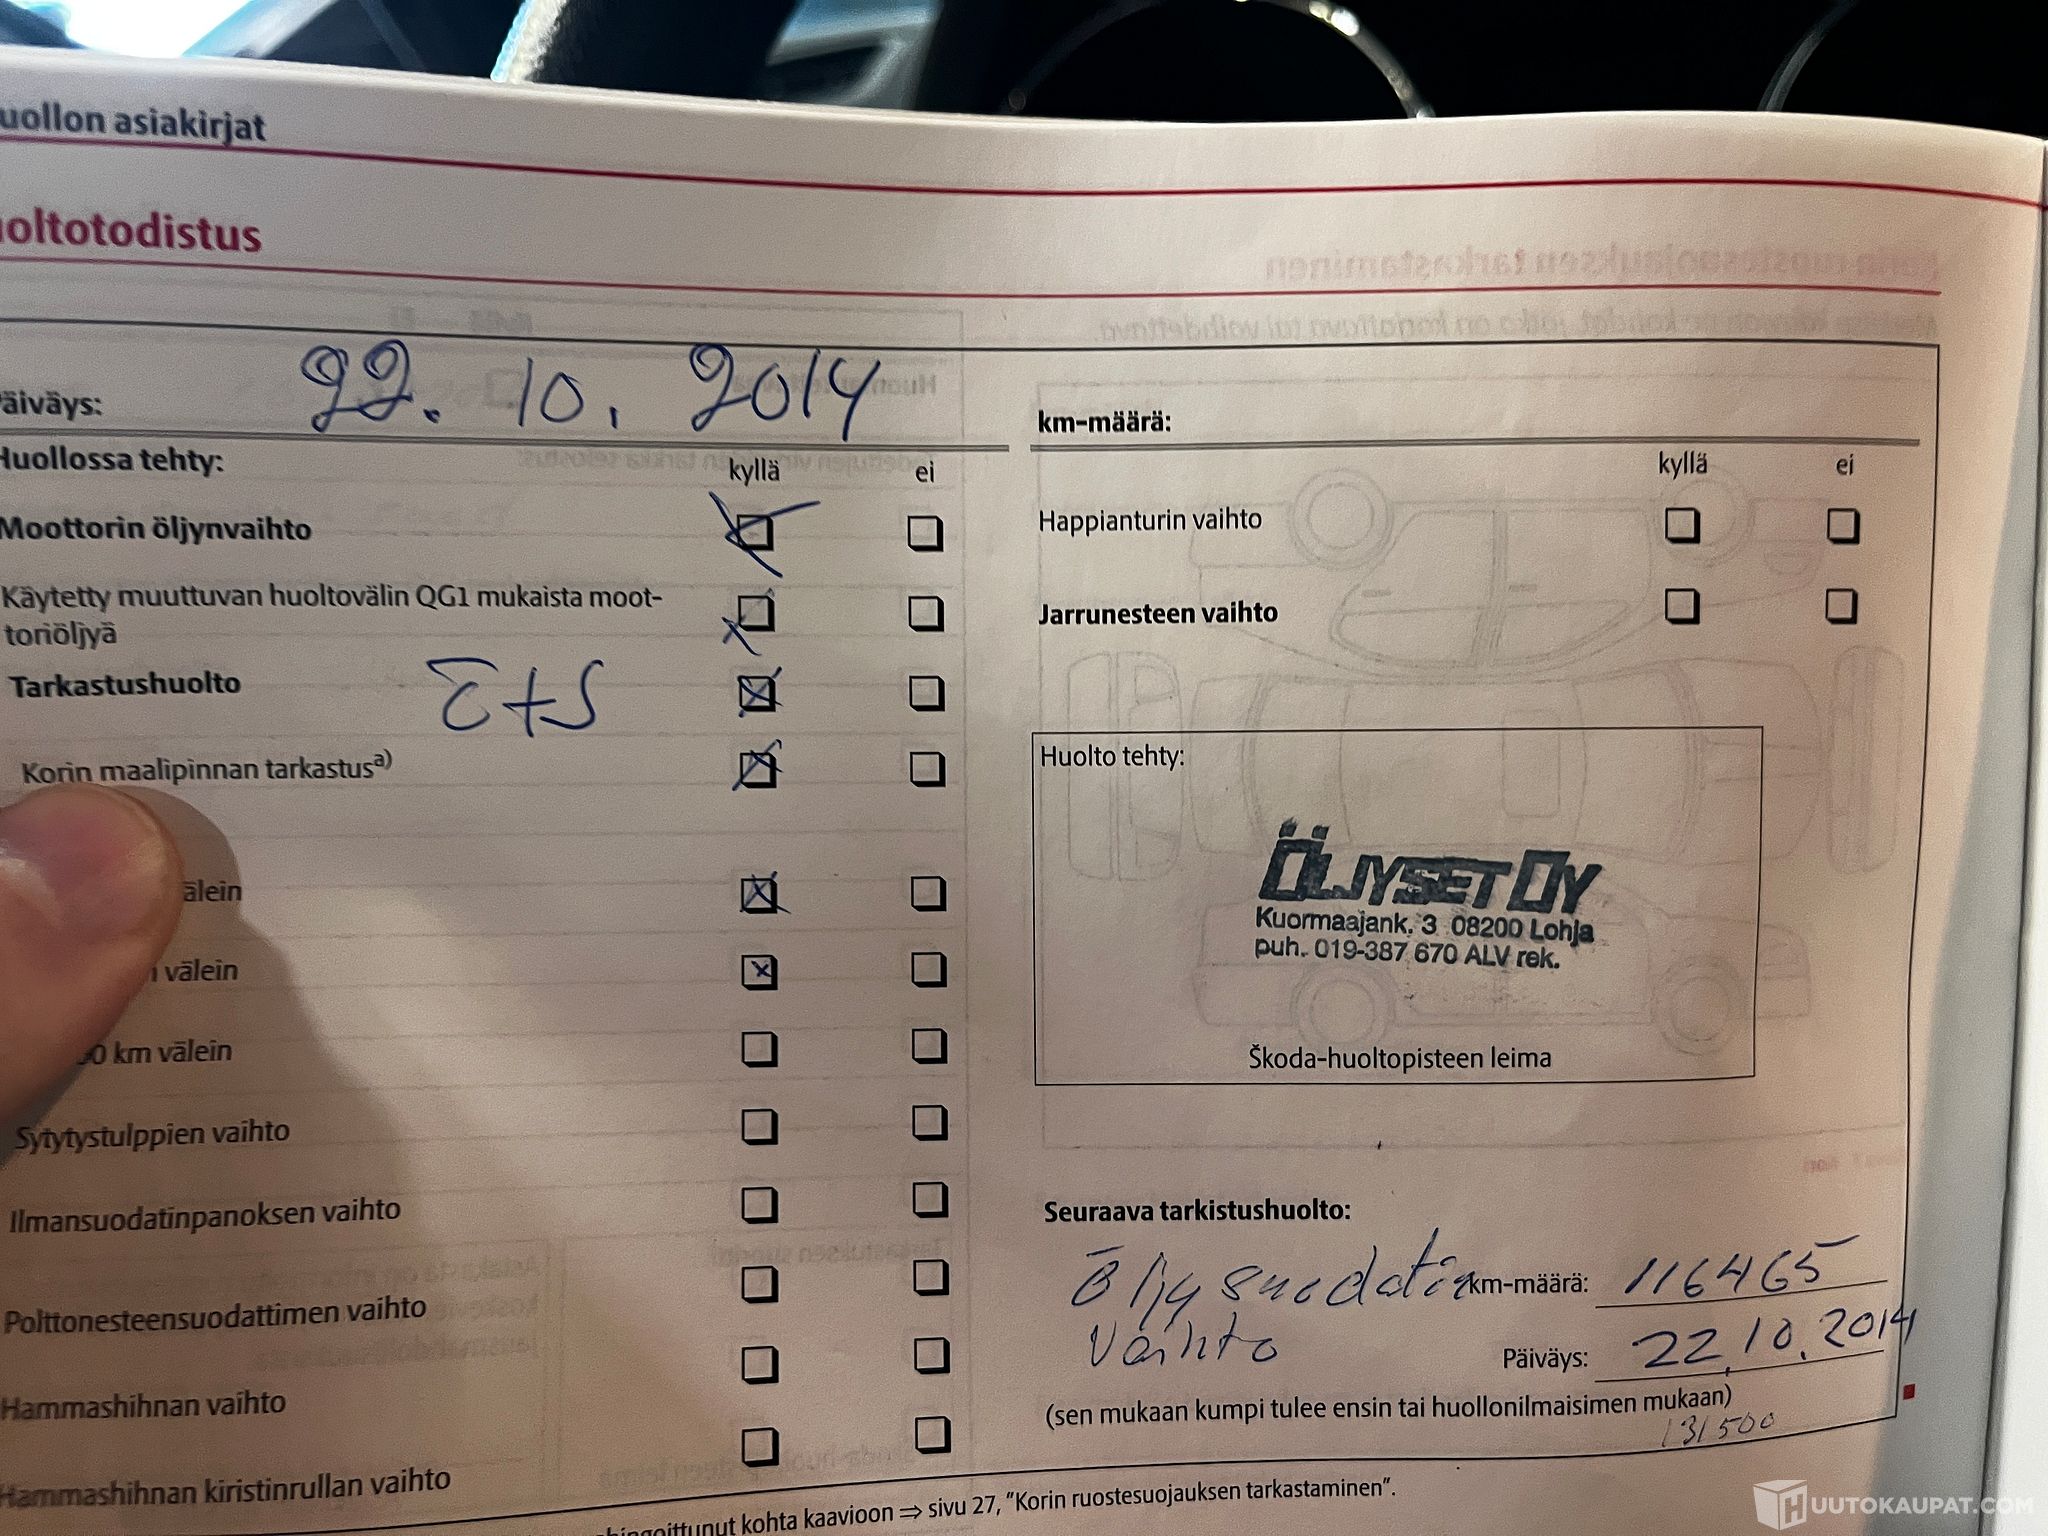 uollon asiakirjat
oltotodistus
Päiväys: 22. 10. 2014
Huollossa tehty:
kyllä ei
Moottorin öljynvaihto
Käytetty muuttuvan huoltovälin QG1 mukaista moot-
toriöljyä
Tarkastushuolto
Korin maalipinnan tarkastusa)
älein
välein
0 km välein
Sytytystulppien vaihto
Ilmansuodatinpanoksen vaihto
Polttonesteensuodattimen vaihto
Hammashihnan vaihto
Hammashihnan kiristinrullan vaihto
km-määrä:
kyllä ei
Happianturin vaihto
Jarrunesteen vaihto
Huolto tehty:
ÖLJYSET OY
Kuormaajank. 3 08200 Lohja
puh. 019-387 670 ALV rek.
Škoda-huoltopisteen leima
Seuraava tarkistushuolto:
Öljysuodatin km-määrä: 116465
Vaihto Päiväys: 22.10.2014
(sen mukaan kumpi tulee ensin tai huollonilmaisimen mukaan)
131500
kohta kaavioon ⇒ sivu 27, "Korin ruostesuojauksen tarkastaminen".
HUUTOKAUPAT.COM